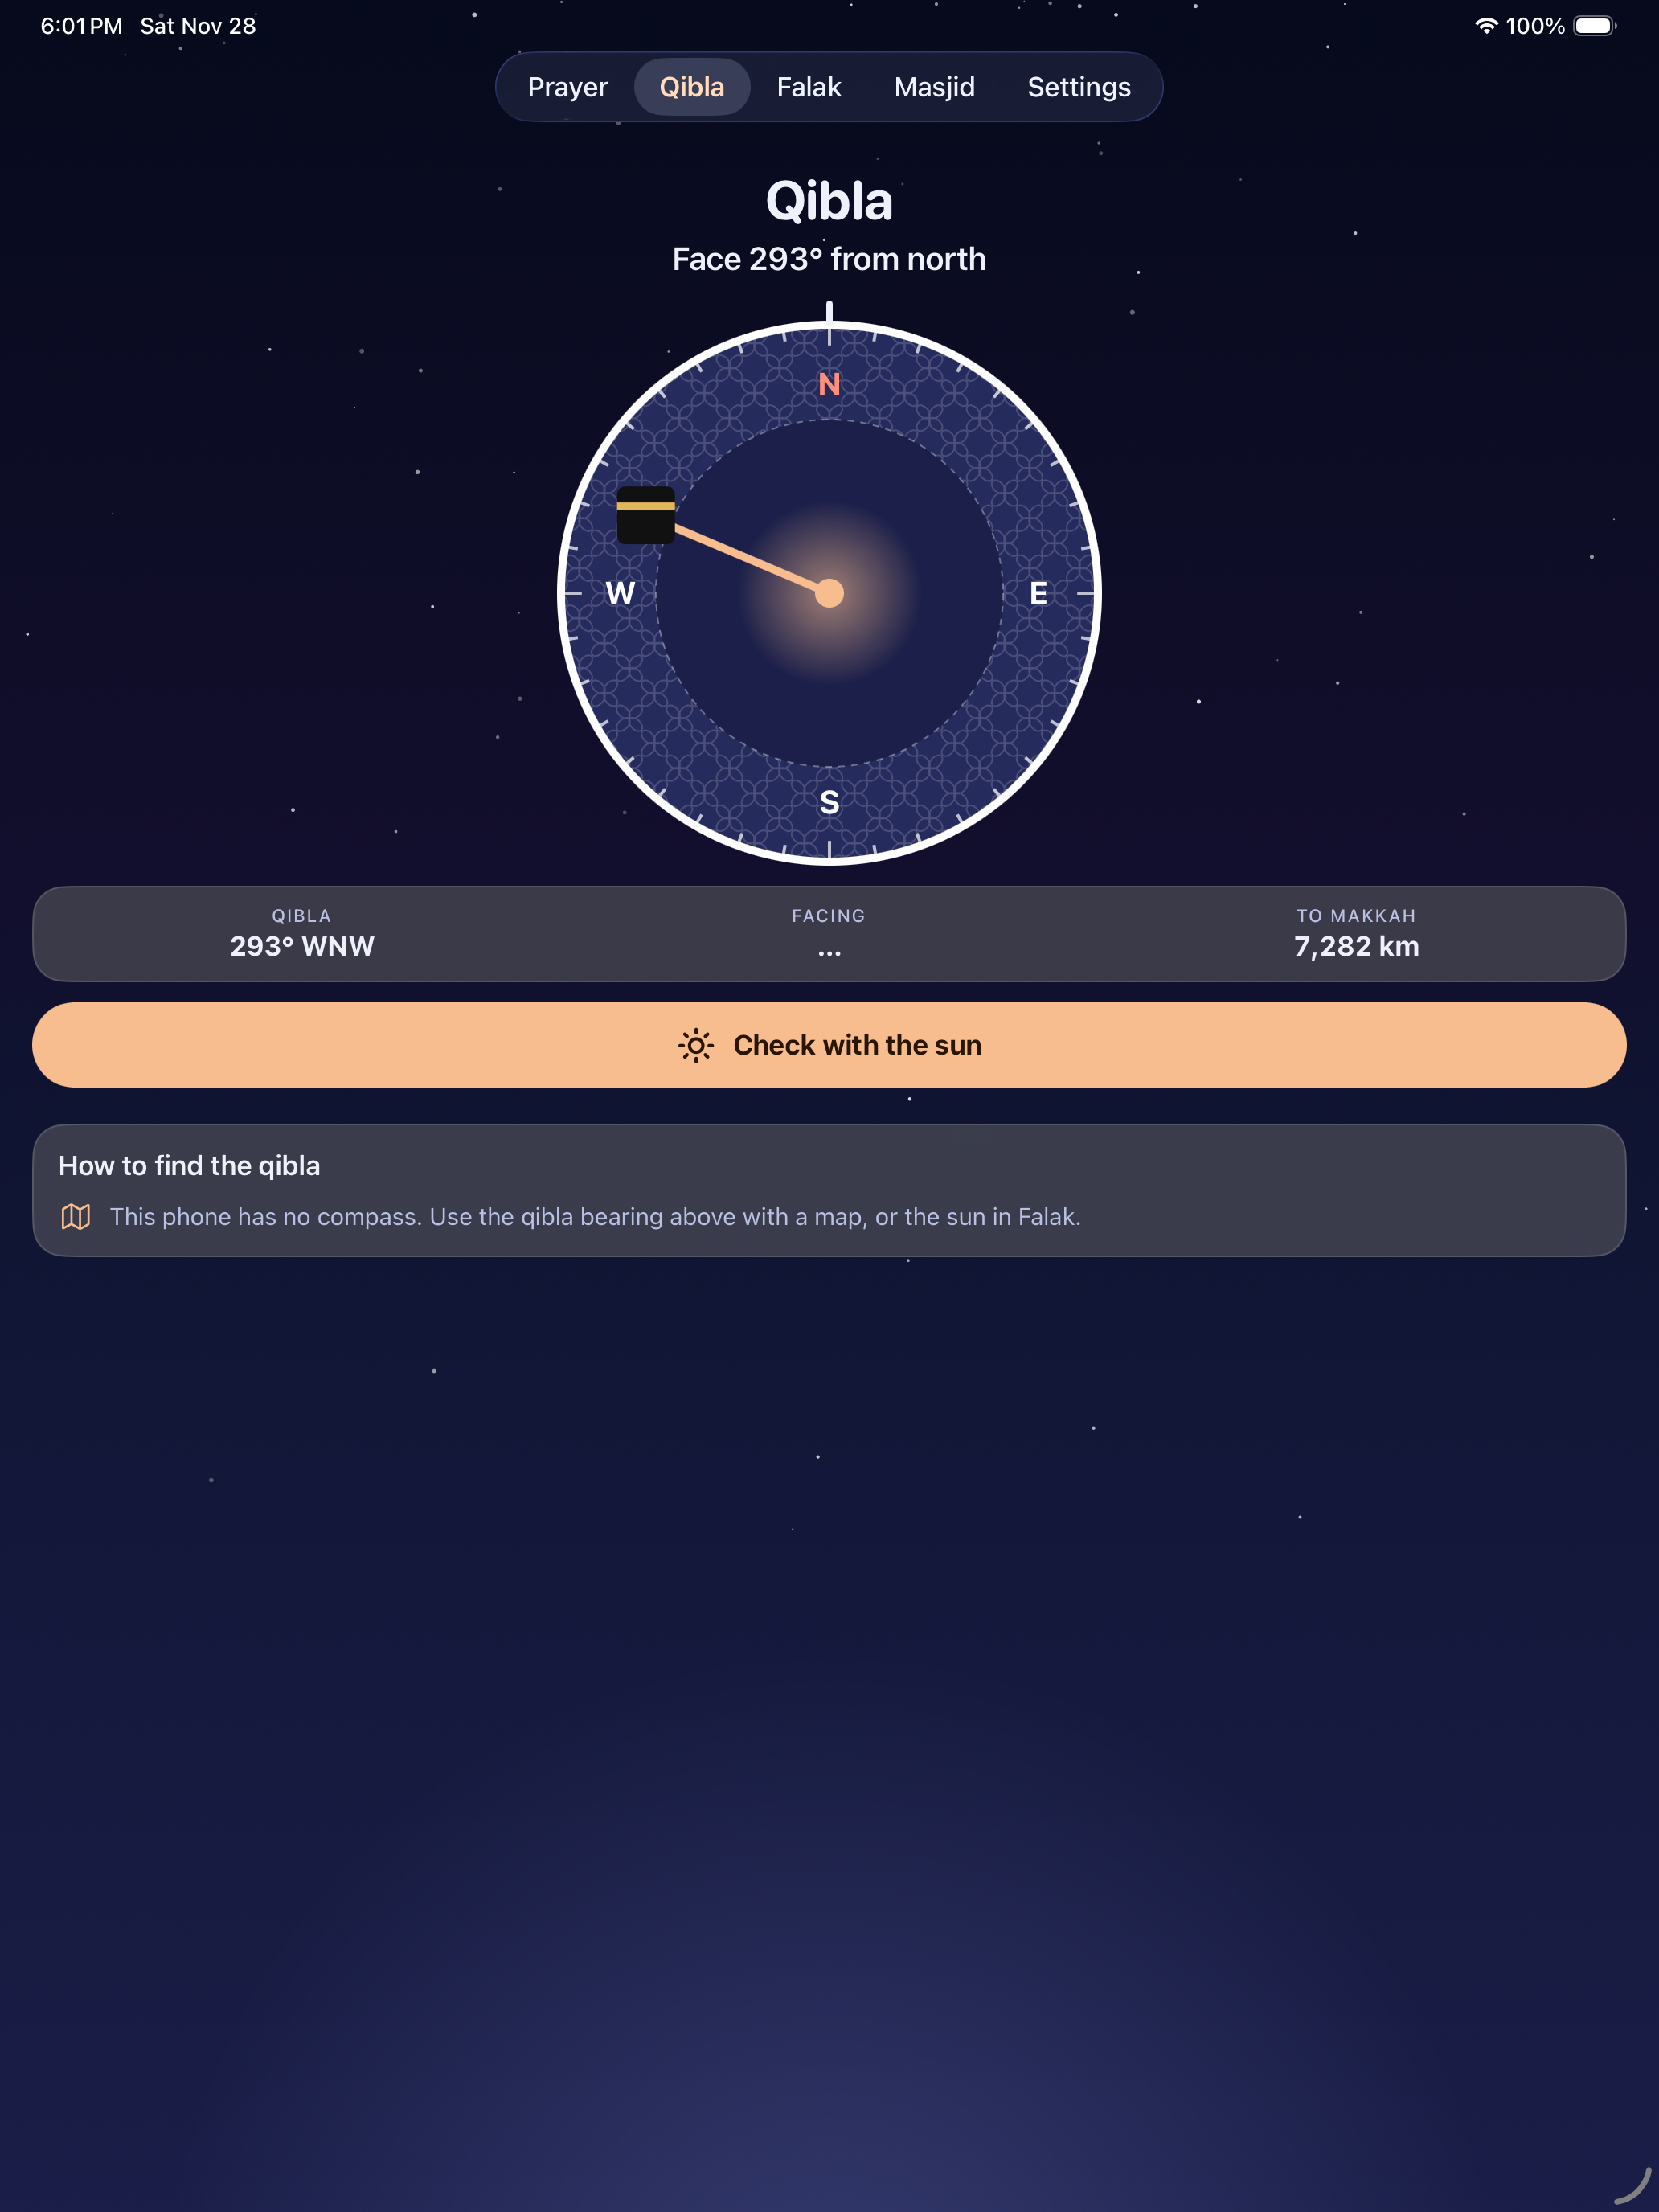 6:01 PM Sat Nov 28
100%
Prayer Qibla Falak Masjid Settings
Qibla
Face 293° from north
N
W
E
S
QIBLA FACING TO MAKKAH
293° WNW ... 7,282 km
Check with the sun
How to find the qibla
This phone has no compass. Use the qibla bearing above with a map, or the sun in Falak.